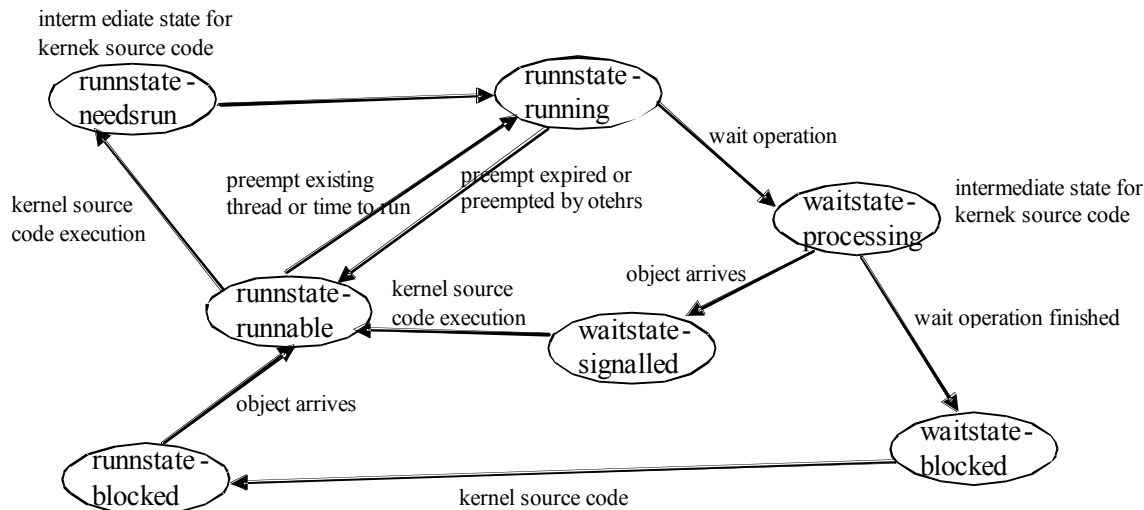 interm ediate state for
kernek source code
runnstate -
needsrun
runnstate -
running
wait operation
preempt existing
thread or time to run
preempt expired or
preempted by otehrs
kernel source
code execution
waitstate -
processing
intermediate state for
kernek source code
object arrives
runnstate -
runnable
kernel source
code execution
waitstate -
signalled
wait operation finished
object arrives
runnstate -
blocked
waitstate -
blocked
kernel source code